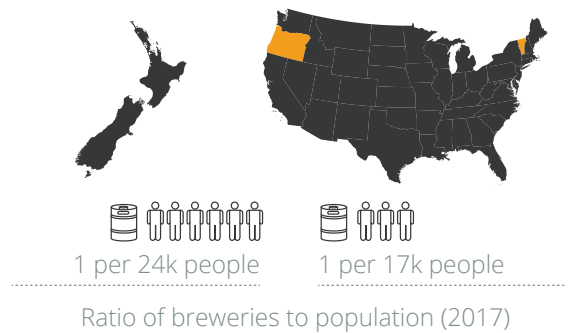 1 per 24k people
1 per 17k people
Ratio of breweries to population (2017)